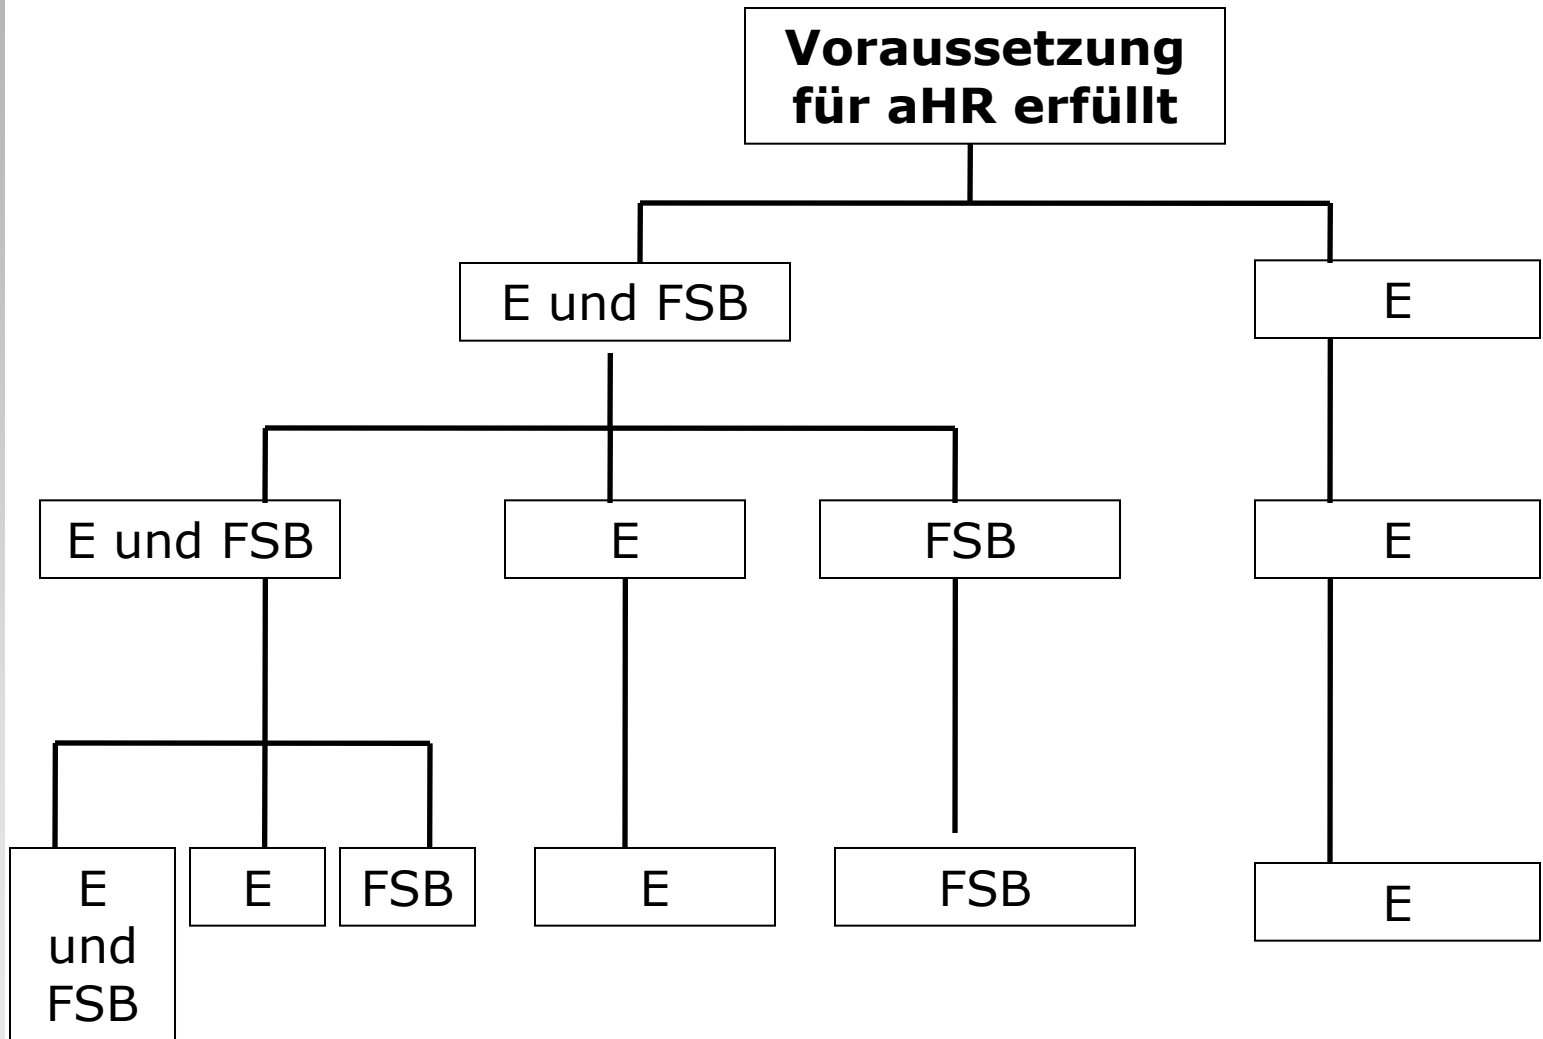 Voraussetzung
für aHR erfüllt
E und FSB
E
E und FSB
E
FSB
E
E
und
FSB
E
FSB
E
FSB
E